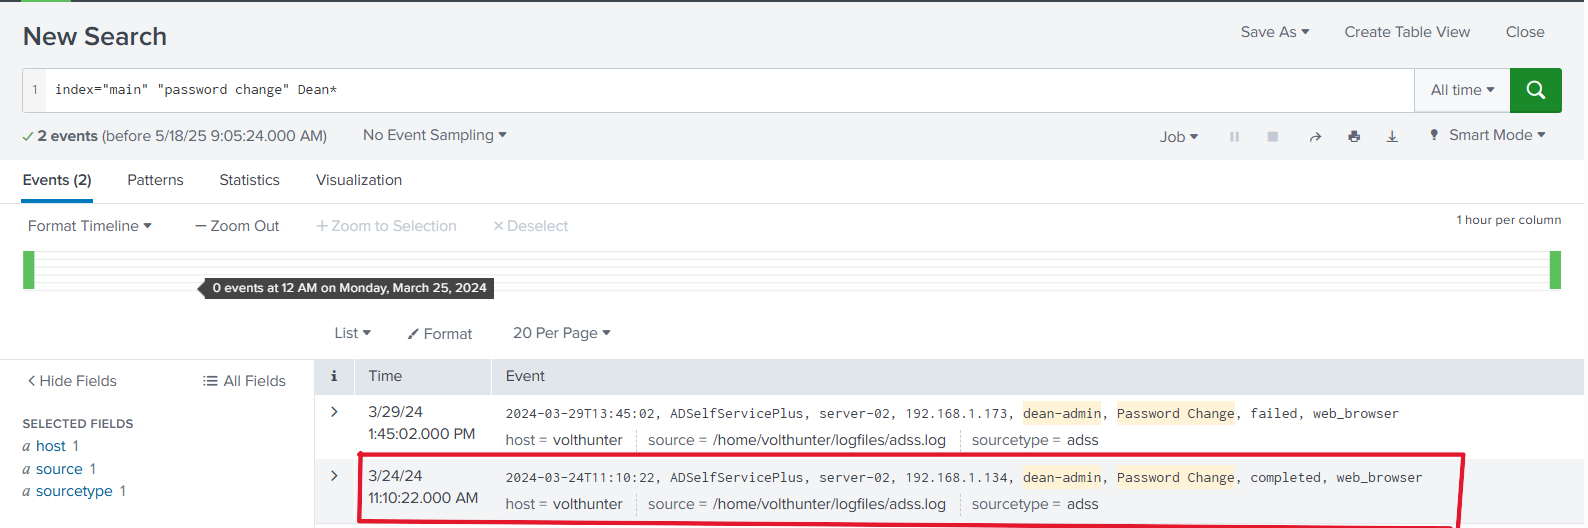 New Search
Save As ▾ Create Table View Close
1 index="main" "password change" Dean*
All time ▾
✓ 2 events (before 5/18/25 9:05:24.000 AM) No Event Sampling ▾
Job ▾ Smart Mode ▾
Events (2) Patterns Statistics Visualization
Format Timeline ▾ — Zoom Out + Zoom to Selection × Deselect
1 hour per column
0 events at 12 AM on Monday, March 25, 2024
List ▾ Format 20 Per Page ▾
< Hide Fields All Fields
SELECTED FIELDS
a host 1
a source 1
a sourcetype 1
i Time Event
> 3/29/24 2024-03-29T13:45:02, ADSelfServicePlus, server-02, 192.168.1.173, dean-admin, Password Change, failed, web_browser
1:45:02.000 PM host = volthunter source = /home/volthunter/logfiles/adss.log sourcetype = adss
> 3/24/24 2024-03-24T11:10:22, ADSelfServicePlus, server-02, 192.168.1.134, dean-admin, Password Change, completed, web_browser
11:10:22.000 AM host = volthunter source = /home/volthunter/logfiles/adss.log sourcetype = adss